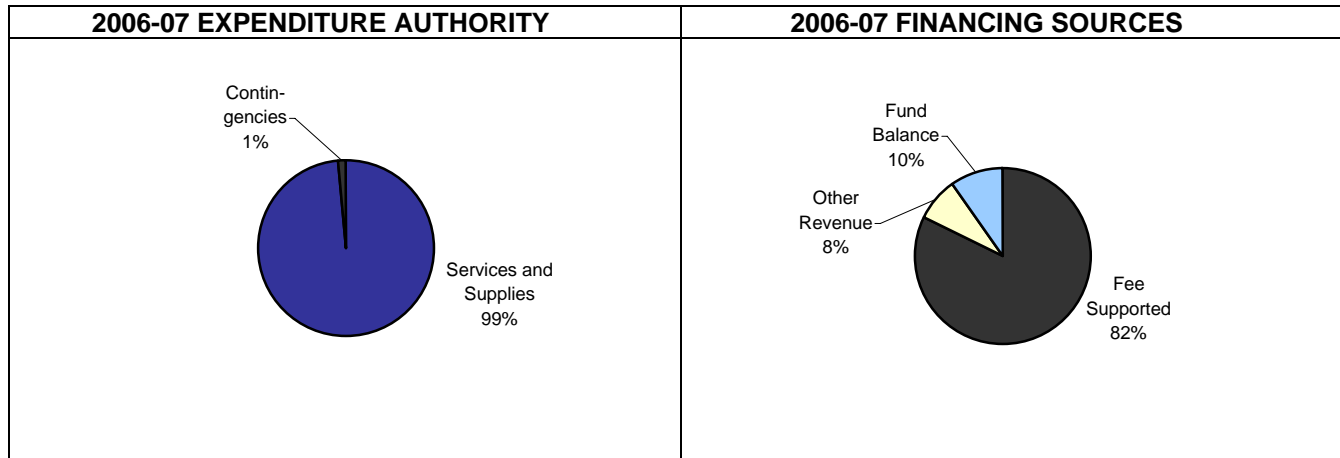 2006-07 EXPENDITURE AUTHORITY
2006-07 FINANCING SOURCES
Contin-
gencies
1%
Services and
Supplies
99%
Fund
Balance
10%
Other
Revenue
8%
Fee
Supported
82%